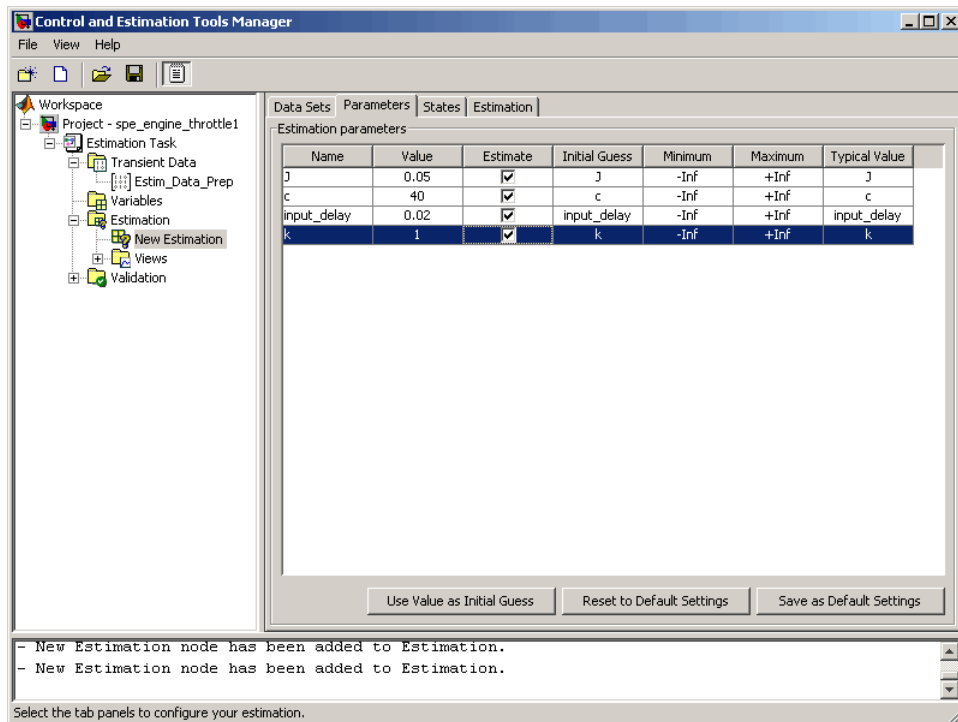 Control and Estimation Tools Manager
File View Help
Workspace
Project - spe_engine_throttle1
Estimation Task
Transient Data
Estim_Data_Prep
Variables
Estimation
New Estimation
Views
Validation
Data Sets Parameters States Estimation
Estimation parameters
Name Value Estimate Initial Guess Minimum Maximum Typical Value
J 0.05 J -Inf +Inf J
c 40 c -Inf +Inf c
input_delay 0.02 input_delay -Inf +Inf input_delay
k 1 k -Inf +Inf k
Use Value as Initial Guess Reset to Default Settings Save as Default Settings
- New Estimation node has been added to Estimation.
- New Estimation node has been added to Estimation.
Select the tab panels to configure your estimation.